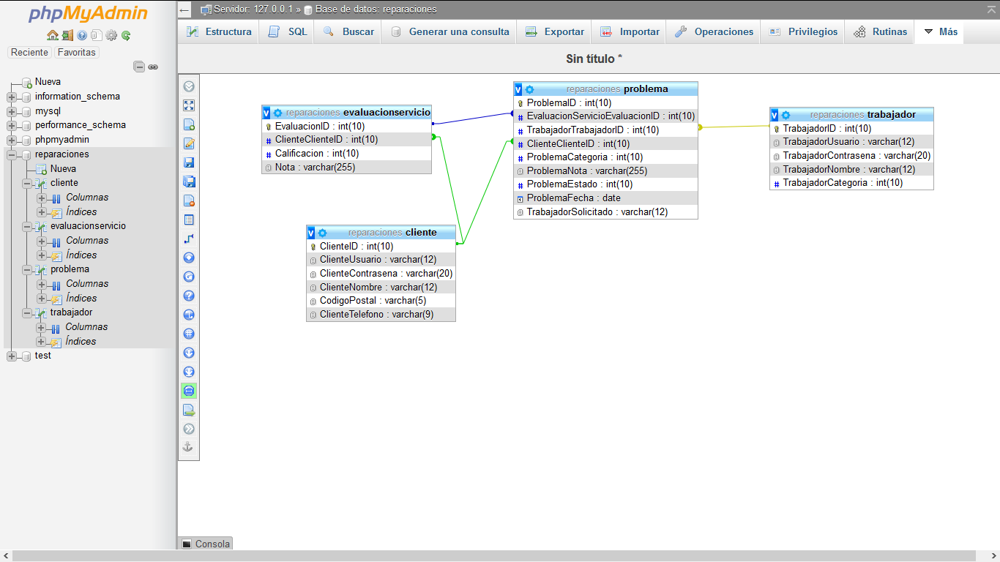 phpMyAdmin
Reciente Favoritas
Nueva
information_schema
mysql
performance_schema
phpmyadmin
reparaciones
Nueva
cliente
Columnas
Índices
evaluacionservicio
Columnas
Índices
problema
Columnas
Índices
trabajador
Columnas
Índices
test
Servidor: 127.0.0.1 » Base de datos: reparaciones
Estructura SQL Buscar Generar una consulta Exportar Importar Operaciones Privilegios Rutinas Más
Sin título *
v reparaciones evaluacionservicio
EvaluacionID : int(10)
# ClienteClienteID : int(10)
# Calificacion : int(10)
Nota : varchar(255)
v reparaciones problema
ProblemaID : int(10)
# EvaluacionServicioEvaluacionID : int(10)
# TrabajadorTrabajadorID : int(10)
# ClienteClienteID : int(10)
# ProblemaCategoria : int(10)
ProblemaNota : varchar(255)
# ProblemaEstado : int(10)
ProblemaFecha : date
TrabajadorSolicitado : varchar(12)
v reparaciones trabajador
TrabajadorID : int(10)
TrabajadorUsuario : varchar(12)
TrabajadorContrasena : varchar(20)
TrabajadorNombre : varchar(12)
# TrabajadorCategoria : int(10)
v reparaciones cliente
ClienteID : int(10)
ClienteUsuario : varchar(12)
ClienteContrasena : varchar(20)
ClienteNombre : varchar(12)
CodigoPostal : varchar(5)
ClienteTelefono : varchar(9)
Consola